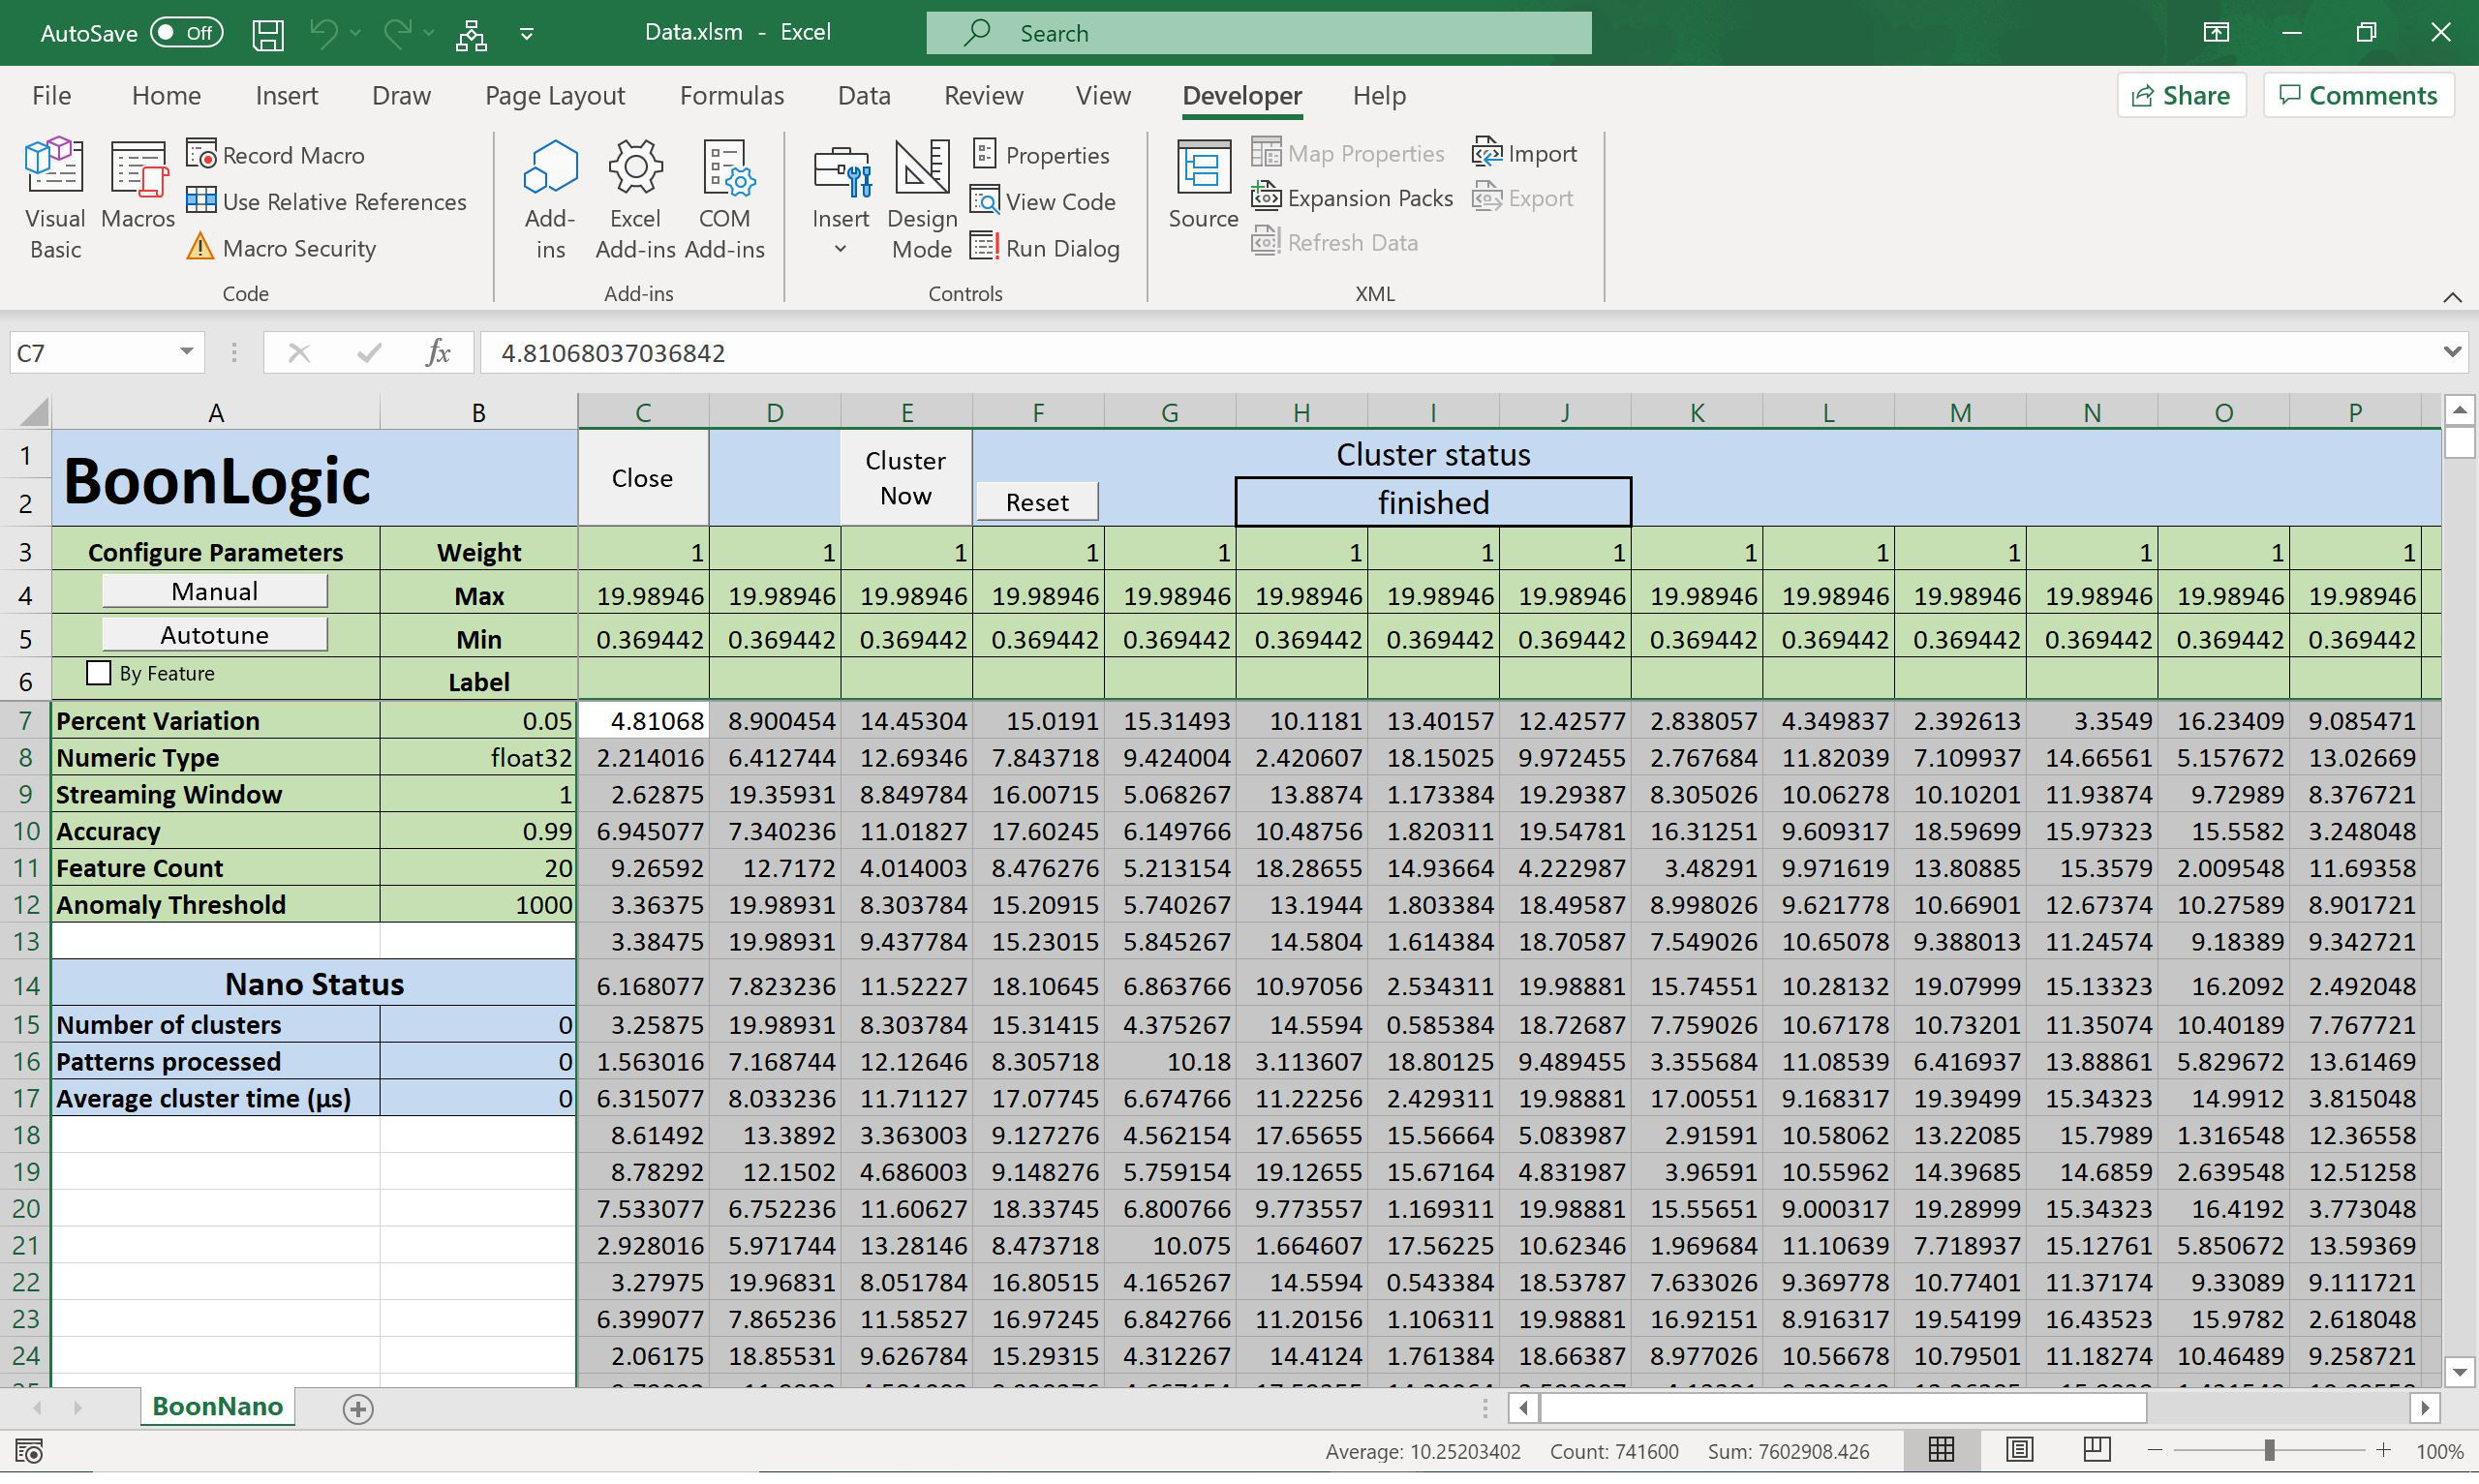 AutoSave Off Data.xlsm - Excel Search
File Home Insert Draw Page Layout Formulas Data Review View Developer Help Share Comments
Visual Basic Macros Record Macro Use Relative References Macro Security Code
Add-ins Excel Add-ins COM Add-ins Add-ins
Insert Design Mode Properties View Code Run Dialog Controls
Source Map Properties Expansion Packs Refresh Data Import Export XML
C7 fx 4.81068037036842
A B C D E F G H I J K L M N O P
1 BoonLogic Close Cluster Now Cluster status
2 Reset finished
3 Configure Parameters Weight 1 1 1 1 1 1 1 1 1 1 1 1 1 1
4 Manual Max 19.98946 19.98946 19.98946 19.98946 19.98946 19.98946 19.98946 19.98946 19.98946 19.98946 19.98946 19.98946 19.98946 19.98946
5 Autotune Min 0.369442 0.369442 0.369442 0.369442 0.369442 0.369442 0.369442 0.369442 0.369442 0.369442 0.369442 0.369442 0.369442 0.369442
6 By Feature Label
7 Percent Variation 0.05 4.81068 8.900454 14.45304 15.0191 15.31493 10.1181 13.40157 12.42577 2.838057 4.349837 2.392613 3.3549 16.23409 9.085471
8 Numeric Type float32 2.214016 6.412744 12.69346 7.843718 9.424004 2.420607 18.15025 9.972455 2.767684 11.82039 7.109937 14.66561 5.157672 13.02669
9 Streaming Window 1 2.62875 19.35931 8.849784 16.00715 5.068267 13.8874 1.173384 19.29387 8.305026 10.06278 10.10201 11.93874 9.72989 8.376721
10 Accuracy 0.99 6.945077 7.340236 11.01827 17.60245 6.149766 10.48756 1.820311 19.54781 16.31251 9.609317 18.59699 15.97323 15.5582 3.248048
11 Feature Count 20 9.26592 12.7172 4.014003 8.476276 5.213154 18.28655 14.93664 4.222987 3.48291 9.971619 13.80885 15.3579 2.009548 11.69358
12 Anomaly Threshold 1000 3.36375 19.98931 8.303784 15.20915 5.740267 13.1944 1.803384 18.49587 8.998026 9.621778 10.66901 12.67374 10.27589 8.901721
13 3.38475 19.98931 9.437784 15.23015 5.845267 14.5804 1.614384 18.70587 7.549026 10.65078 9.388013 11.24574 9.18389 9.342721
14 Nano Status 6.168077 7.823236 11.52227 18.10645 6.863766 10.97056 2.534311 19.98881 15.74551 10.28132 19.07999 15.13323 16.2092 2.492048
15 Number of clusters 0 3.25875 19.98931 8.303784 15.31415 4.375267 14.5594 0.585384 18.72687 7.759026 10.67178 10.73201 11.35074 10.40189 7.767721
16 Patterns processed 0 1.563016 7.168744 12.12646 8.305718 10.18 3.113607 18.80125 9.489455 3.355684 11.08539 6.416937 13.88861 5.829672 13.61469
17 Average cluster time (µs) 0 6.315077 8.033236 11.71127 17.07745 6.674766 11.22256 2.429311 19.98881 17.00551 9.168317 19.39499 15.34323 14.9912 3.815048
18 8.61492 13.3892 3.363003 9.127276 4.562154 17.65655 15.56664 5.083987 2.91591 10.58062 13.22085 15.7989 1.316548 12.36558
19 8.78292 12.1502 4.686003 9.148276 5.759154 19.12655 15.67164 4.831987 3.96591 10.55962 14.39685 14.6859 2.639548 12.51258
20 7.533077 6.752236 11.60627 18.33745 6.800766 9.773557 1.169311 19.98881 15.55651 9.000317 19.28999 15.34323 16.4192 3.773048
21 2.928016 5.971744 13.28146 8.473718 10.075 1.664607 17.56225 10.62346 1.969684 11.10639 7.718937 15.12761 5.850672 13.59369
22 3.27975 19.96831 8.051784 16.80515 4.165267 14.5594 0.543384 18.53787 7.633026 9.369778 10.77401 11.37174 9.33089 9.111721
23 6.399077 7.865236 11.58527 16.97245 6.842766 11.20156 1.106311 19.98881 16.92151 8.916317 19.54199 16.43523 15.9782 2.618048
24 2.06175 18.85531 9.626784 15.29315 4.312267 14.4124 1.761384 18.66387 8.977026 10.56678 10.79501 11.18274 10.46489 9.258721
BoonNano
Average: 10.25203402 Count: 741600 Sum: 7602908.426 100%